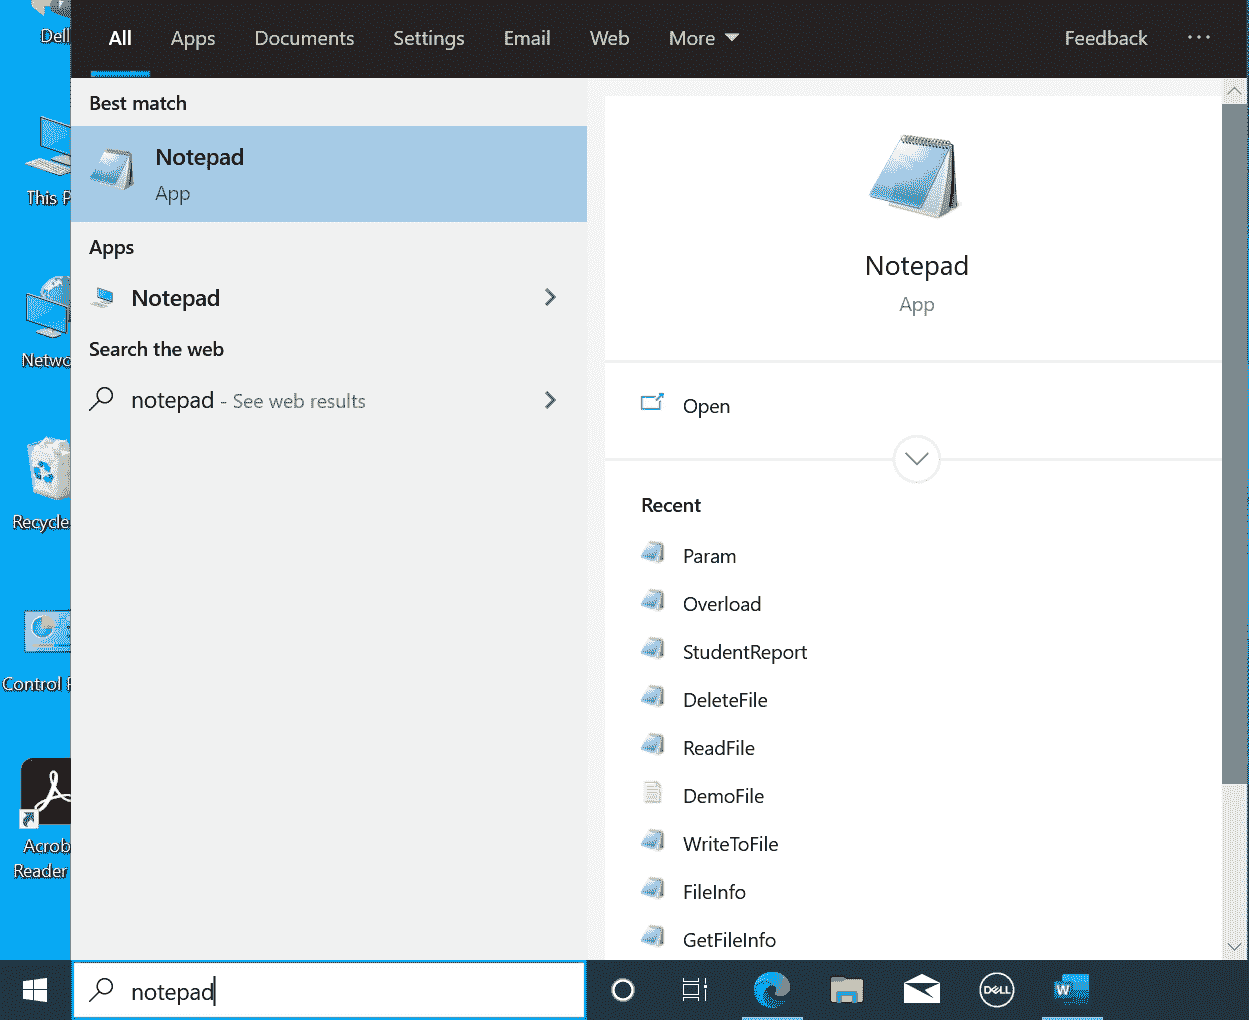 Dell
All Apps Documents Settings Email Web More Feedback ...
Best match
Notepad
App
Apps
Notepad
Search the web
notepad - See web results
Notepad
App
Open
Recent
Param
Overload
StudentReport
DeleteFile
ReadFile
DemoFile
WriteToFile
FileInfo
GetFileInfo
This P
Netwo
Recycle
Control
Acrob
Reader
notepad
DELL
W